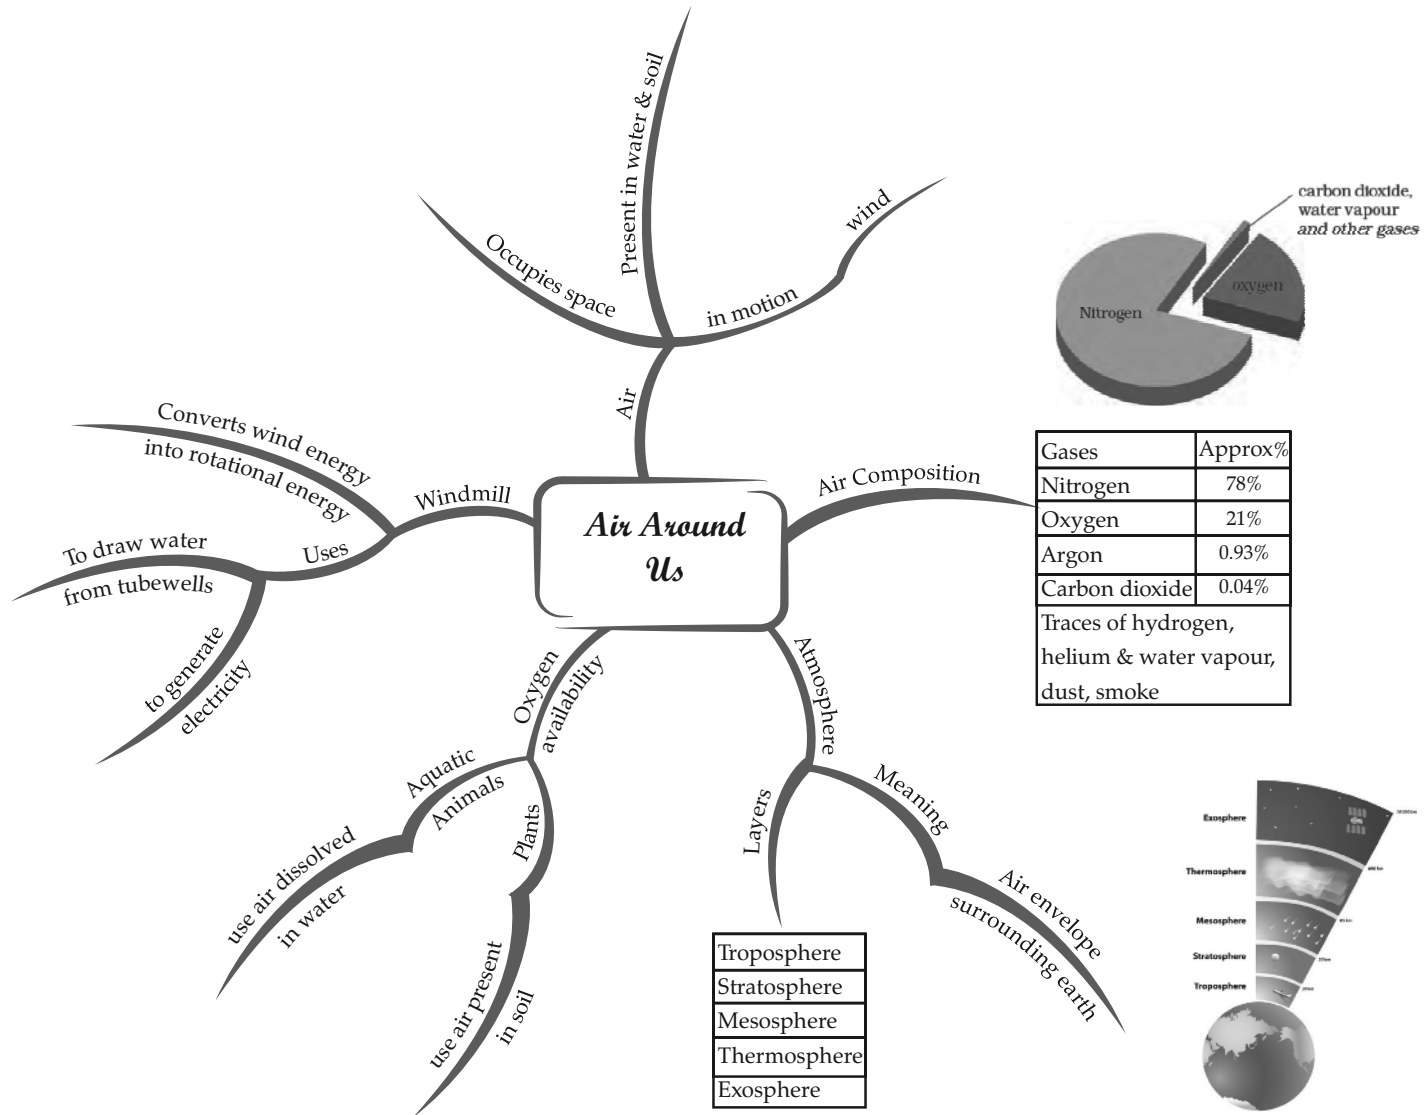 Air Around
Us
Air
Occupies space
Present in water & soil
in motion
wind
Air Composition
carbon dioxide,
water vapour
and other gases
oxygen
Nitrogen
Gases Approx%
Nitrogen 78%
Oxygen 21%
Argon 0.93%
Carbon dioxide 0.04%
Traces of hydrogen,
helium & water vapour,
dust, smoke
Windmill
Converts wind energy
into rotational energy
Uses
To draw water
from tubewells
to generate
electricity
Oxygen
availability
Aquatic
Animals
use air dissolved
in water
Plants
use air present
in soil
Atmosphere
Layers
Troposphere
Stratosphere
Mesosphere
Thermosphere
Exosphere
Meaning
Air envelope
surrounding earth
Exosphere
Thermosphere
Mesosphere
Stratosphere
Troposphere